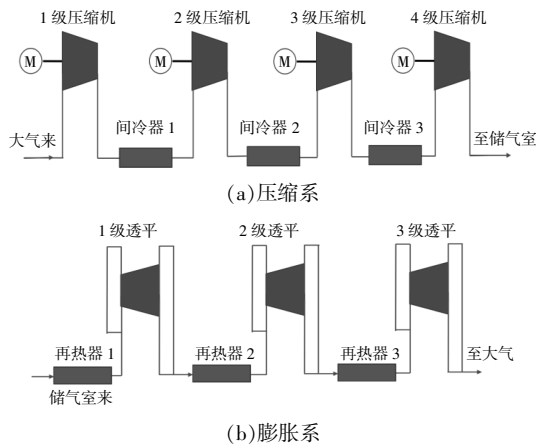 1 级压缩机 2 级压缩机 3 级压缩机 4 级压缩机
M M M M
大气来 间冷器 1 间冷器 2 间冷器 3 至储气室
(a)压缩系
1 级透平 2 级透平 3 级透平
再热器 1 再热器 2 再热器 3 至大气
储气室来
(b)膨胀系